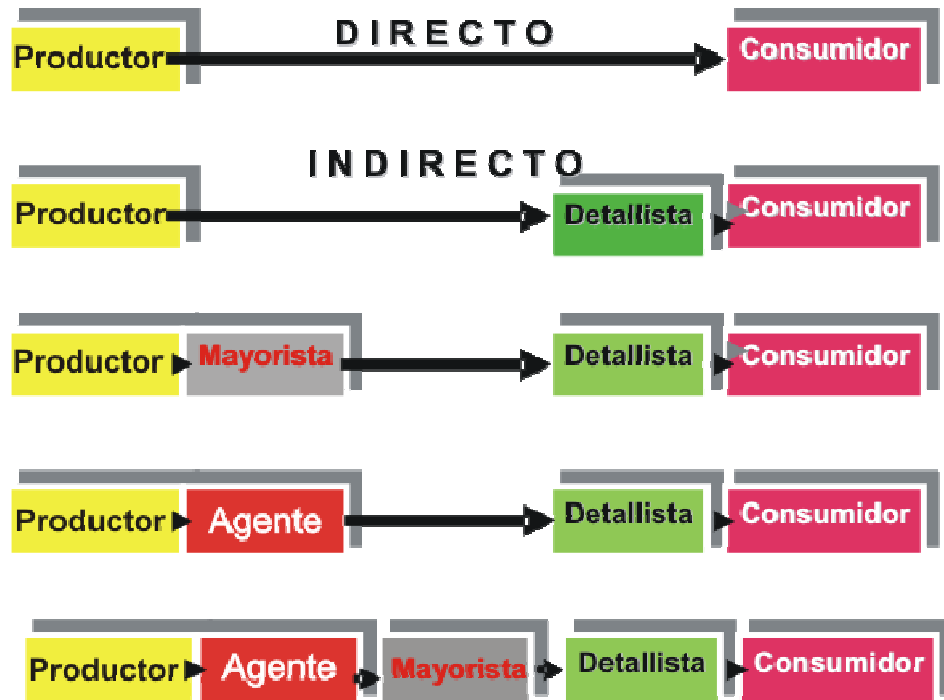 DIRECTO
Productor Consumidor
INDIRECTO
Productor Detallista Consumidor
Productor Mayorista Detallista Consumidor
Productor Agente Detallista Consumidor
Productor Agente Mayorista Detallista Consumidor